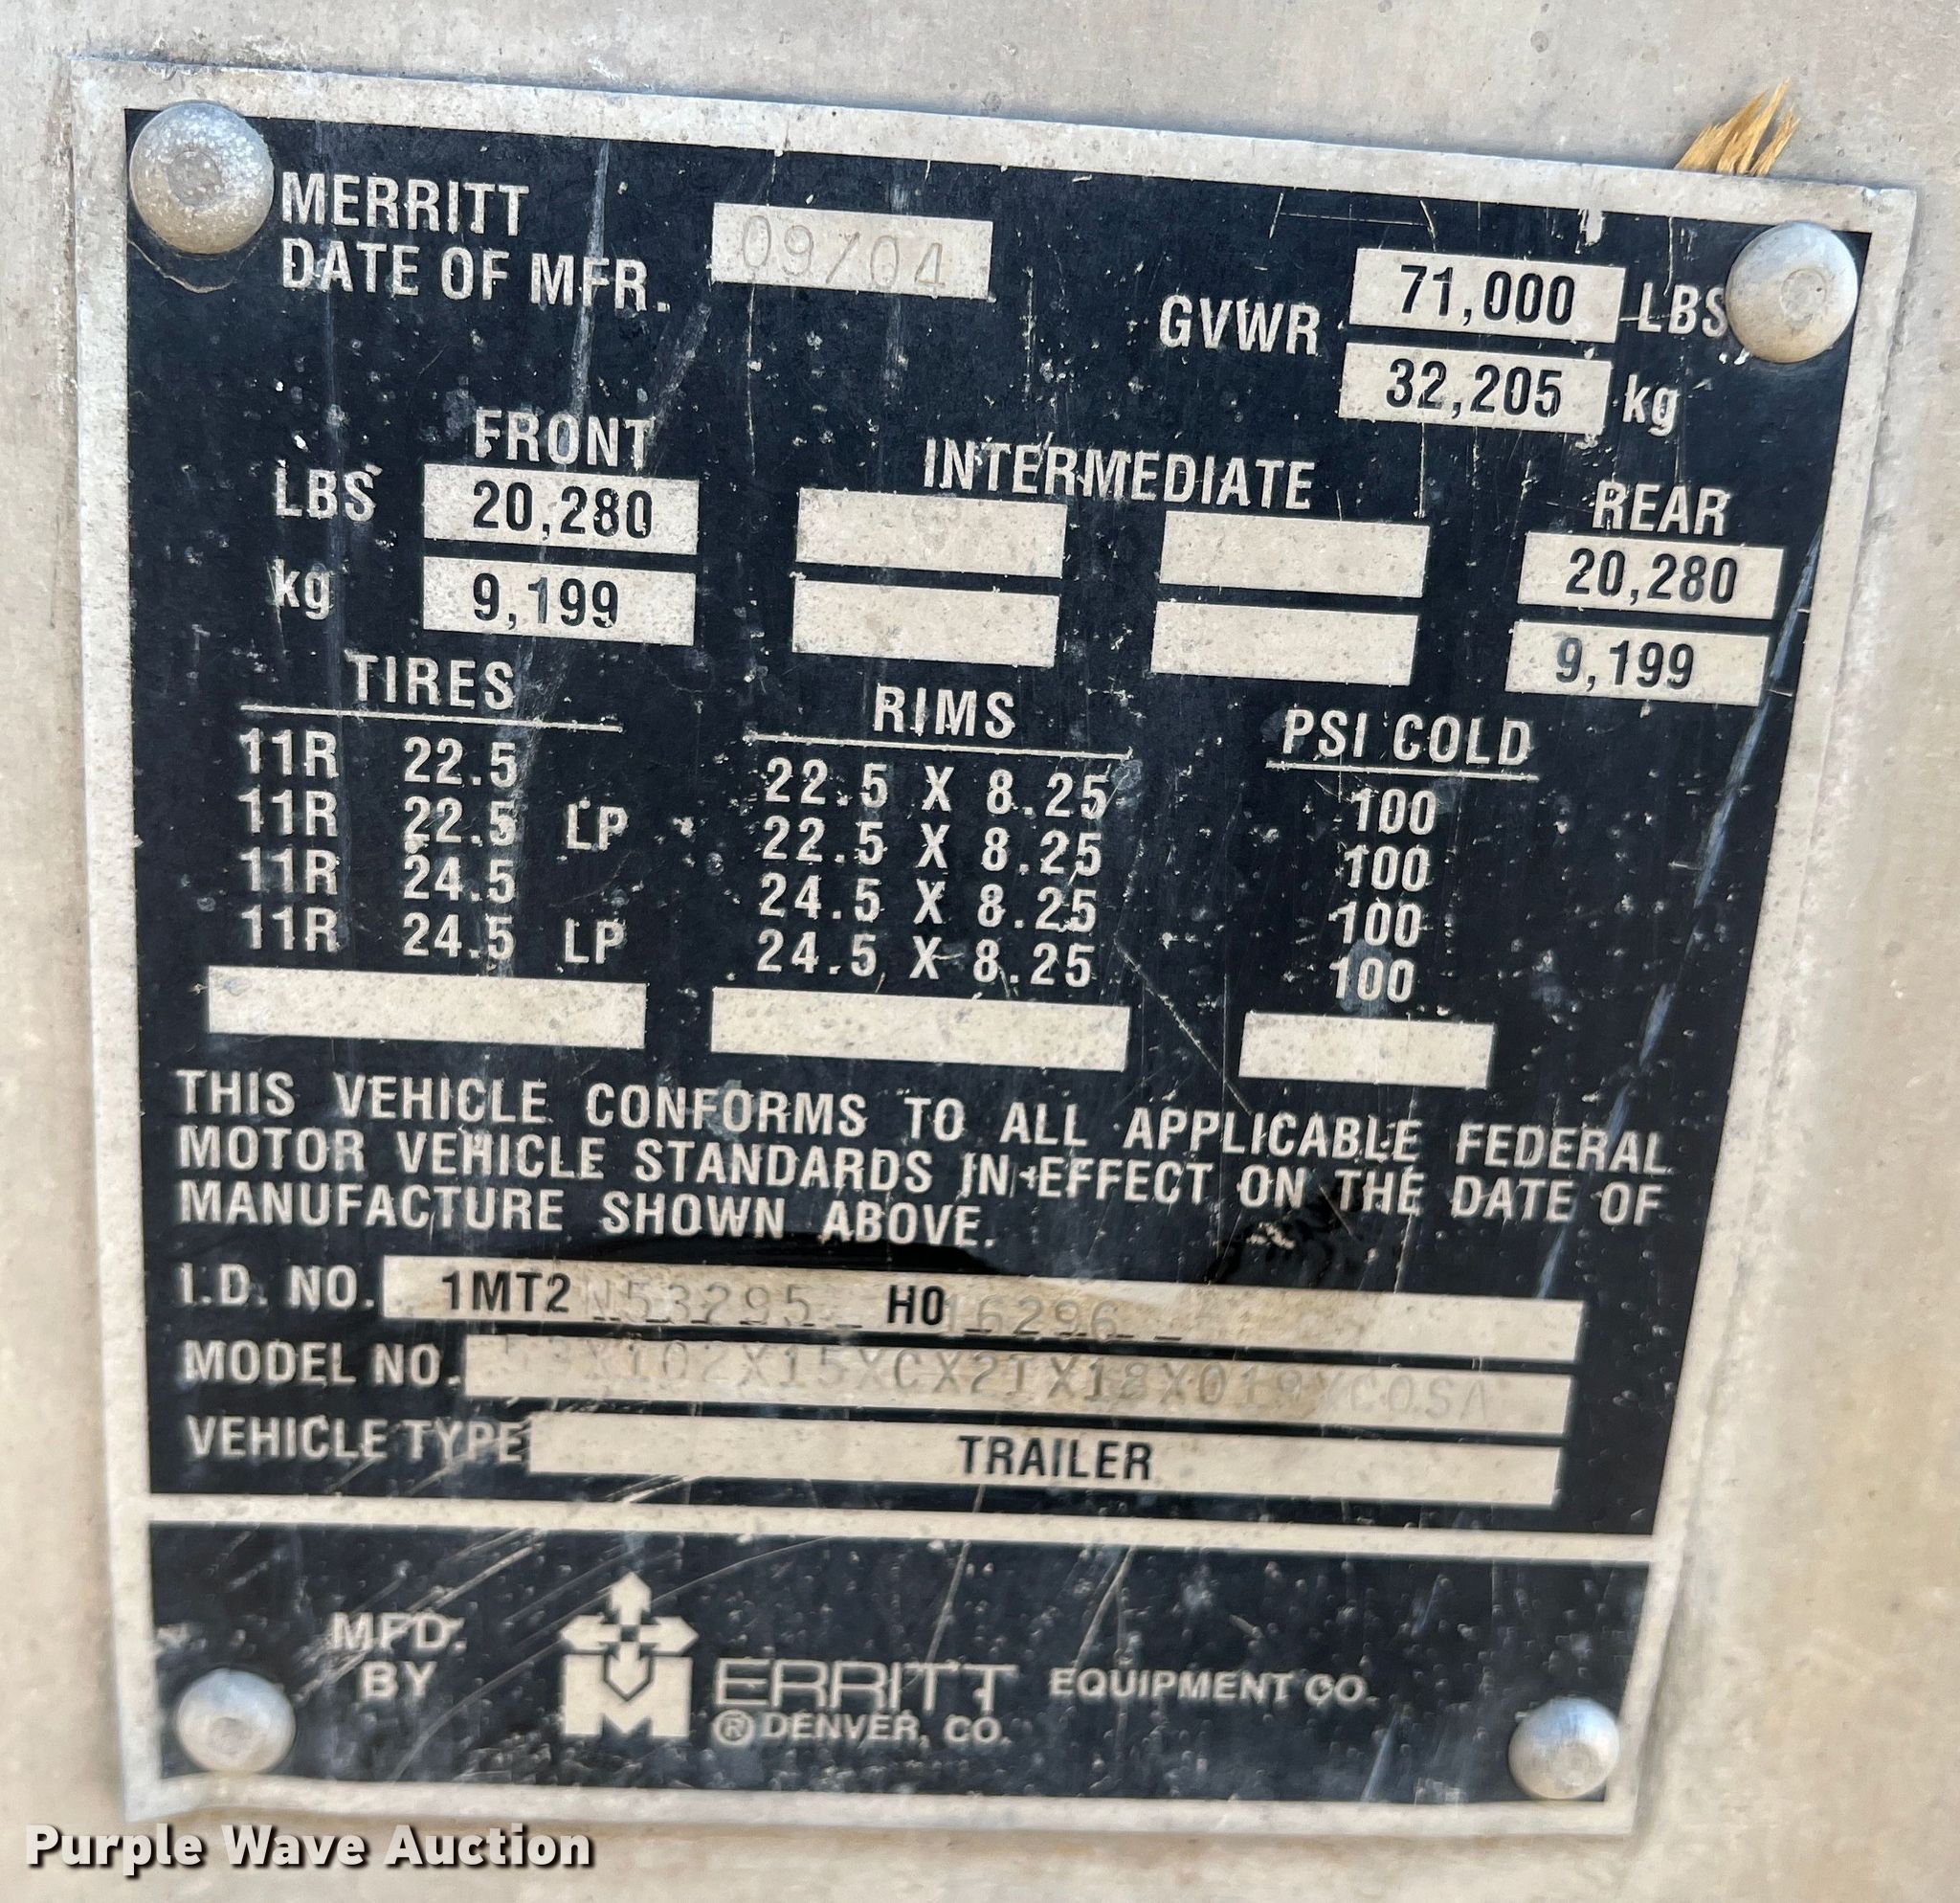 MERRITT
DATE OF MFR. 09/04
GVWR 71,000 LBS
32,205 kg
FRONT INTERMEDIATE REAR
LBS 20,280 20,280
kg 9,199 9,199
TIRES RIMS PSI COLD
11R 22.5 22.5 X 8.25 100
11R 22.5 LP 22.5 X 8.25 100
11R 24.5 24.5 X 8.25 100
11R 24.5 LP 24.5 X 8.25 100
THIS VEHICLE CONFORMS TO ALL APPLICABLE FEDERAL
MOTOR VEHICLE STANDARDS IN EFFECT ON THE DATE OF
MANUFACTURE SHOWN ABOVE.
I.D. NO. 1MT2N53295 H016296
MODEL NO.
VEHICLE TYPE TRAILER
MFD. BY MERRITT EQUIPMENT CO.
® DENVER, CO.
Purple Wave Auction